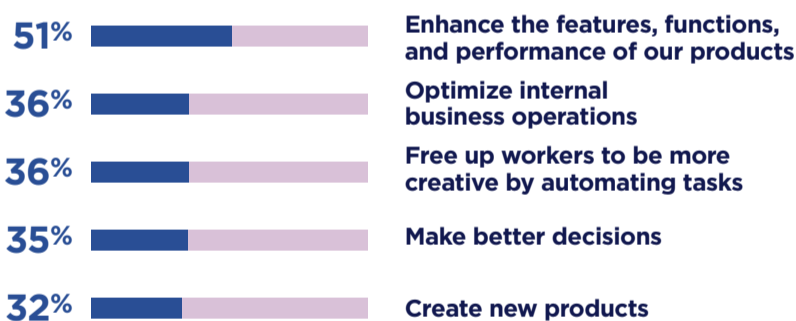 51%
Enhance the features, functions,
and performance of our products
36%
Optimize internal
business operations
36%
Free up workers to be more
creative by automating tasks
35%
Make better decisions
32%
Create new products